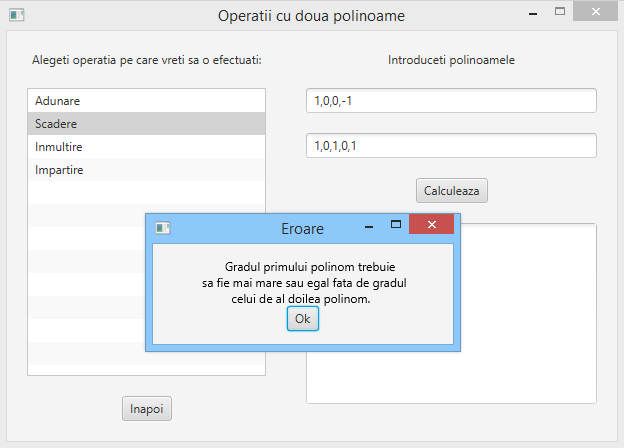 Operatii cu doua polinoame
Alegeti operatia pe care vreti sa o efectuati:
Introduceti polinoamele
Adunare
Scadere
Inmultire
Impartire
1,0,0,-1
1,0,1,0,1
Calculeaza
Eroare
Gradul primului polinom trebuie
sa fie mai mare sau egal fata de gradul
celui de al doilea polinom.
Ok
Inapoi